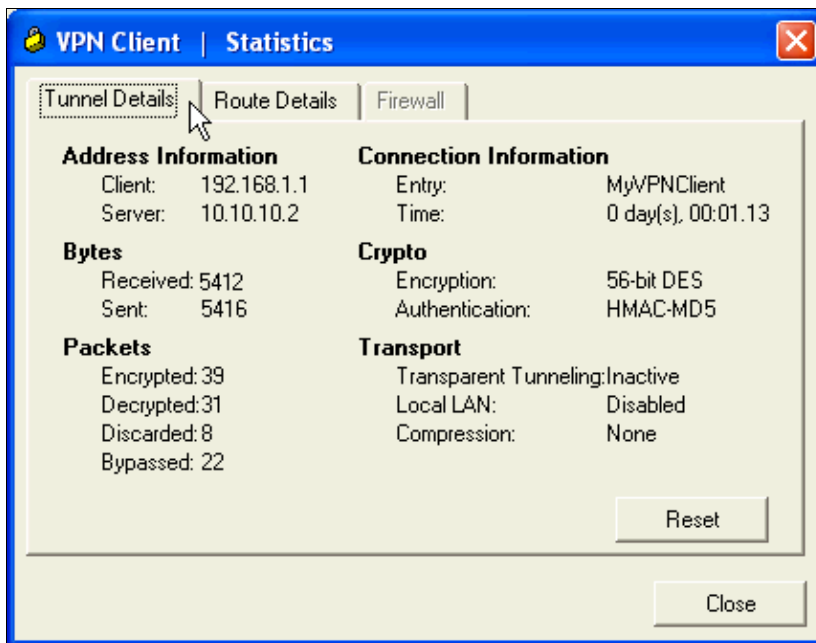 VPN Client | Statistics
Tunnel Details
Route Details
Firewall
Address Information
Client: 192.168.1.1
Server: 10.10.10.2
Connection Information
Entry: MyVPNClient
Time: 0 day(s), 00:01.13
Bytes
Received: 5412
Sent: 5416
Crypto
Encryption: 56-bit DES
Authentication: HMAC-MD5
Packets
Encrypted: 39
Decrypted: 31
Discarded: 8
Bypassed: 22
Transport
Transparent Tunneling: Inactive
Local LAN: Disabled
Compression: None
Reset
Close